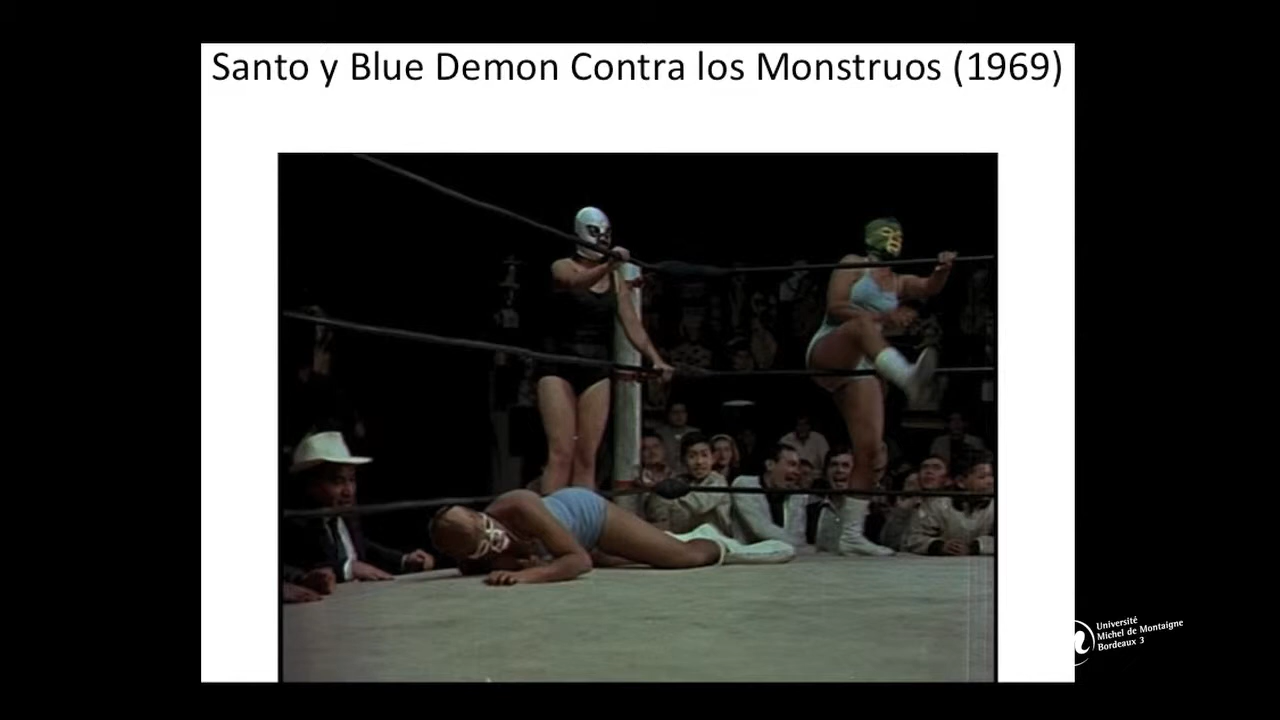 Santo y Blue Demon Contra los Monstruos (1969)
Université
Michel de Montaigne
Bordeaux 3